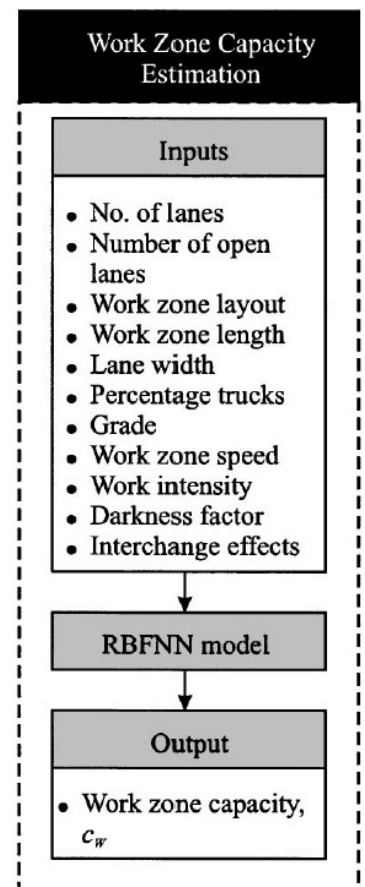 Work Zone Capacity
Estimation
Inputs
• No. of lanes
• Number of open
lanes
• Work zone layout
• Work zone length
• Lane width
• Percentage trucks
• Grade
• Work zone speed
• Work intensity
• Darkness factor
• Interchange effects
RBFNN model
Output
• Work zone capacity,
c_w